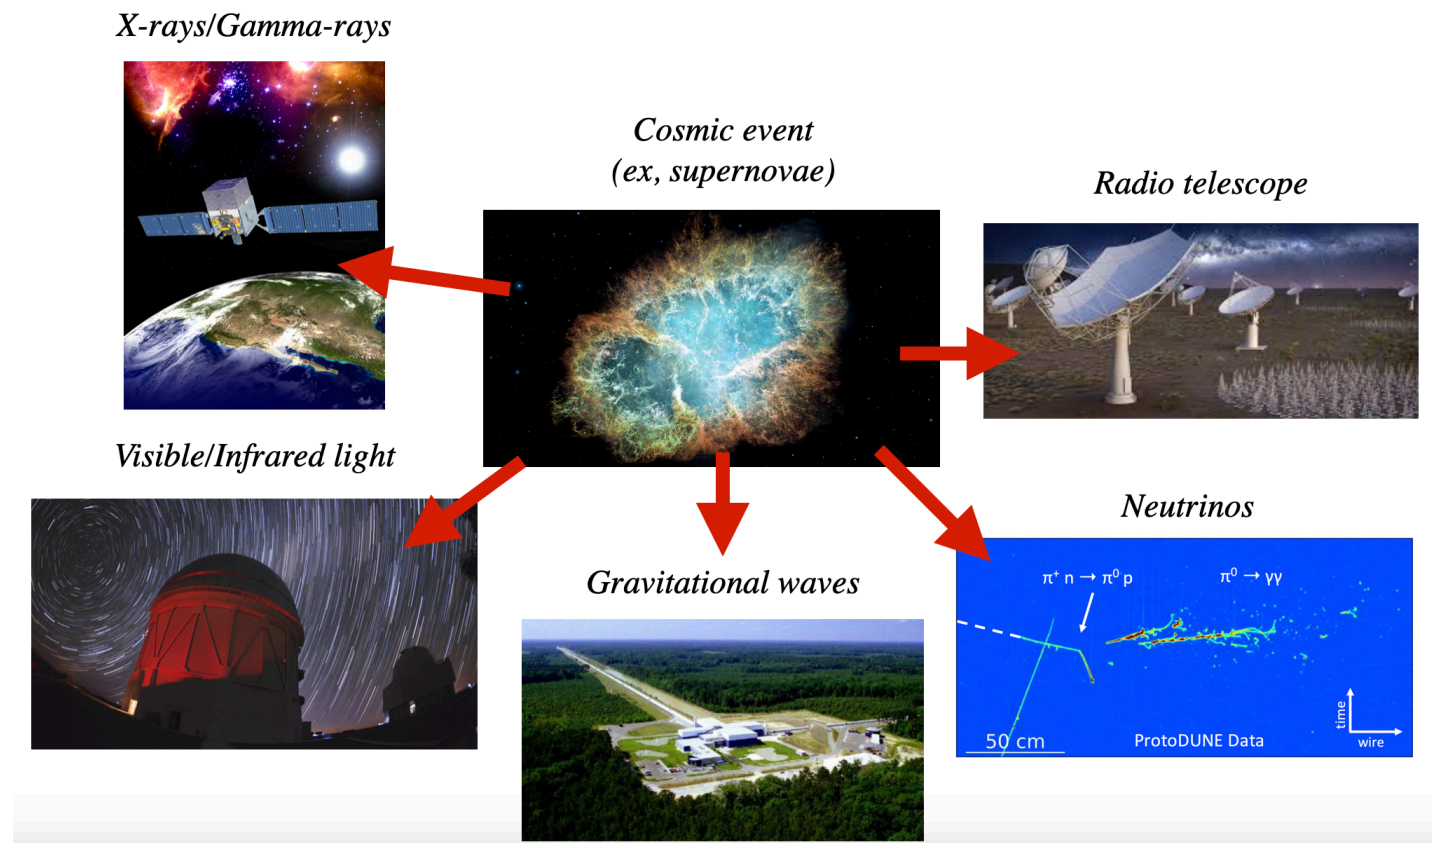 X-rays/Gamma-rays
Cosmic event
(ex, supernovae)
Radio telescope
Visible/Infrared light
Gravitational waves
Neutrinos
π⁺ n → π⁰ p
π⁰ → γγ
time
wire
50 cm
ProtoDUNE Data